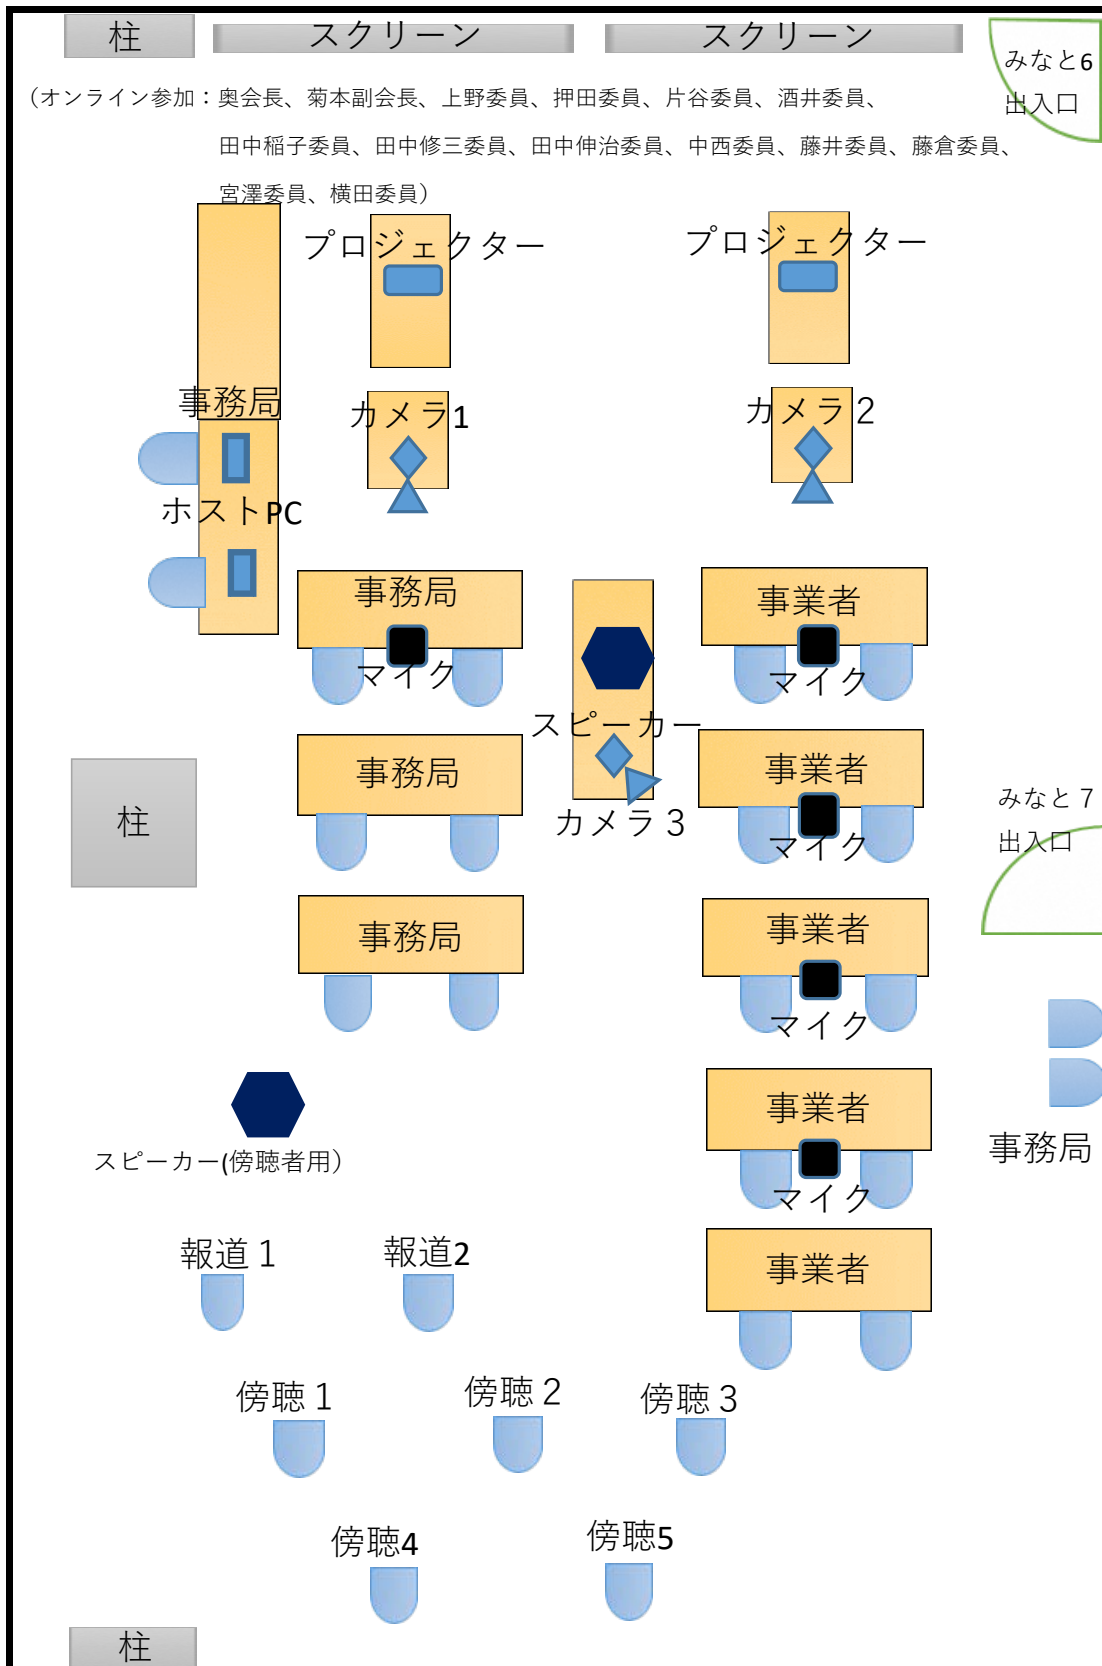 柱
スクリーン
スクリーン
みなと6
出入口
（オンライン参加：奥会長、菊本副会長、上野委員、押田委員、片谷委員、酒井委員、
田中稲子委員、田中修三委員、田中伸治委員、中西委員、藤井委員、藤倉委員、
宮澤委員、横田委員）
プロジェクター
プロジェクター
事務局
カメラ1
カメラ２
ホストPC
事務局
マイク
事業者
マイク
スピーカー
カメラ３
事務局
事業者
マイク
柱
みなと７
出入口
事務局
事業者
マイク
スピーカー(傍聴者用）
事業者
マイク
事務局
報道１
報道2
事業者
傍聴１
傍聴２
傍聴３
傍聴4
傍聴5
柱